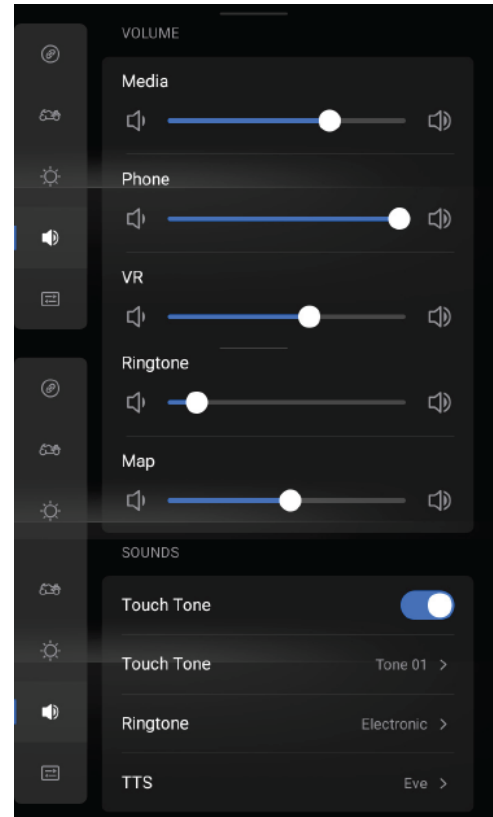 VOLUME
Media
Phone
VR
Ringtone
Map
SOUNDS
Touch Tone
Touch Tone Tone 01 >
Ringtone Electronic >
TTS Eve >